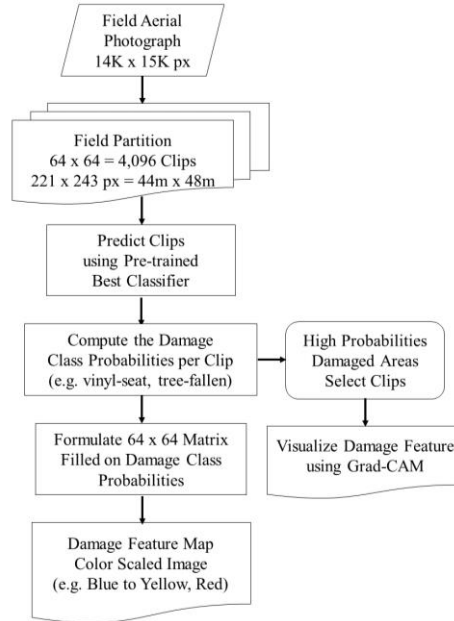 Field Aerial
Photograph
14K x 15K px
Field Partition
64 x 64 = 4,096 Clips
221 x 243 px = 44m x 48m
Predict Clips
using Pre-trained
Best Classifier
Compute the Damage
Class Probabilities per Clip
(e.g. vinyl-seat, tree-fallen)
High Probabilities
Damaged Areas
Select Clips
Formulate 64 x 64 Matrix
Filled on Damage Class
Probabilities
Visualize Damage Feature
using Grad-CAM
Damage Feature Map
Color Scaled Image
(e.g. Blue to Yellow, Red)